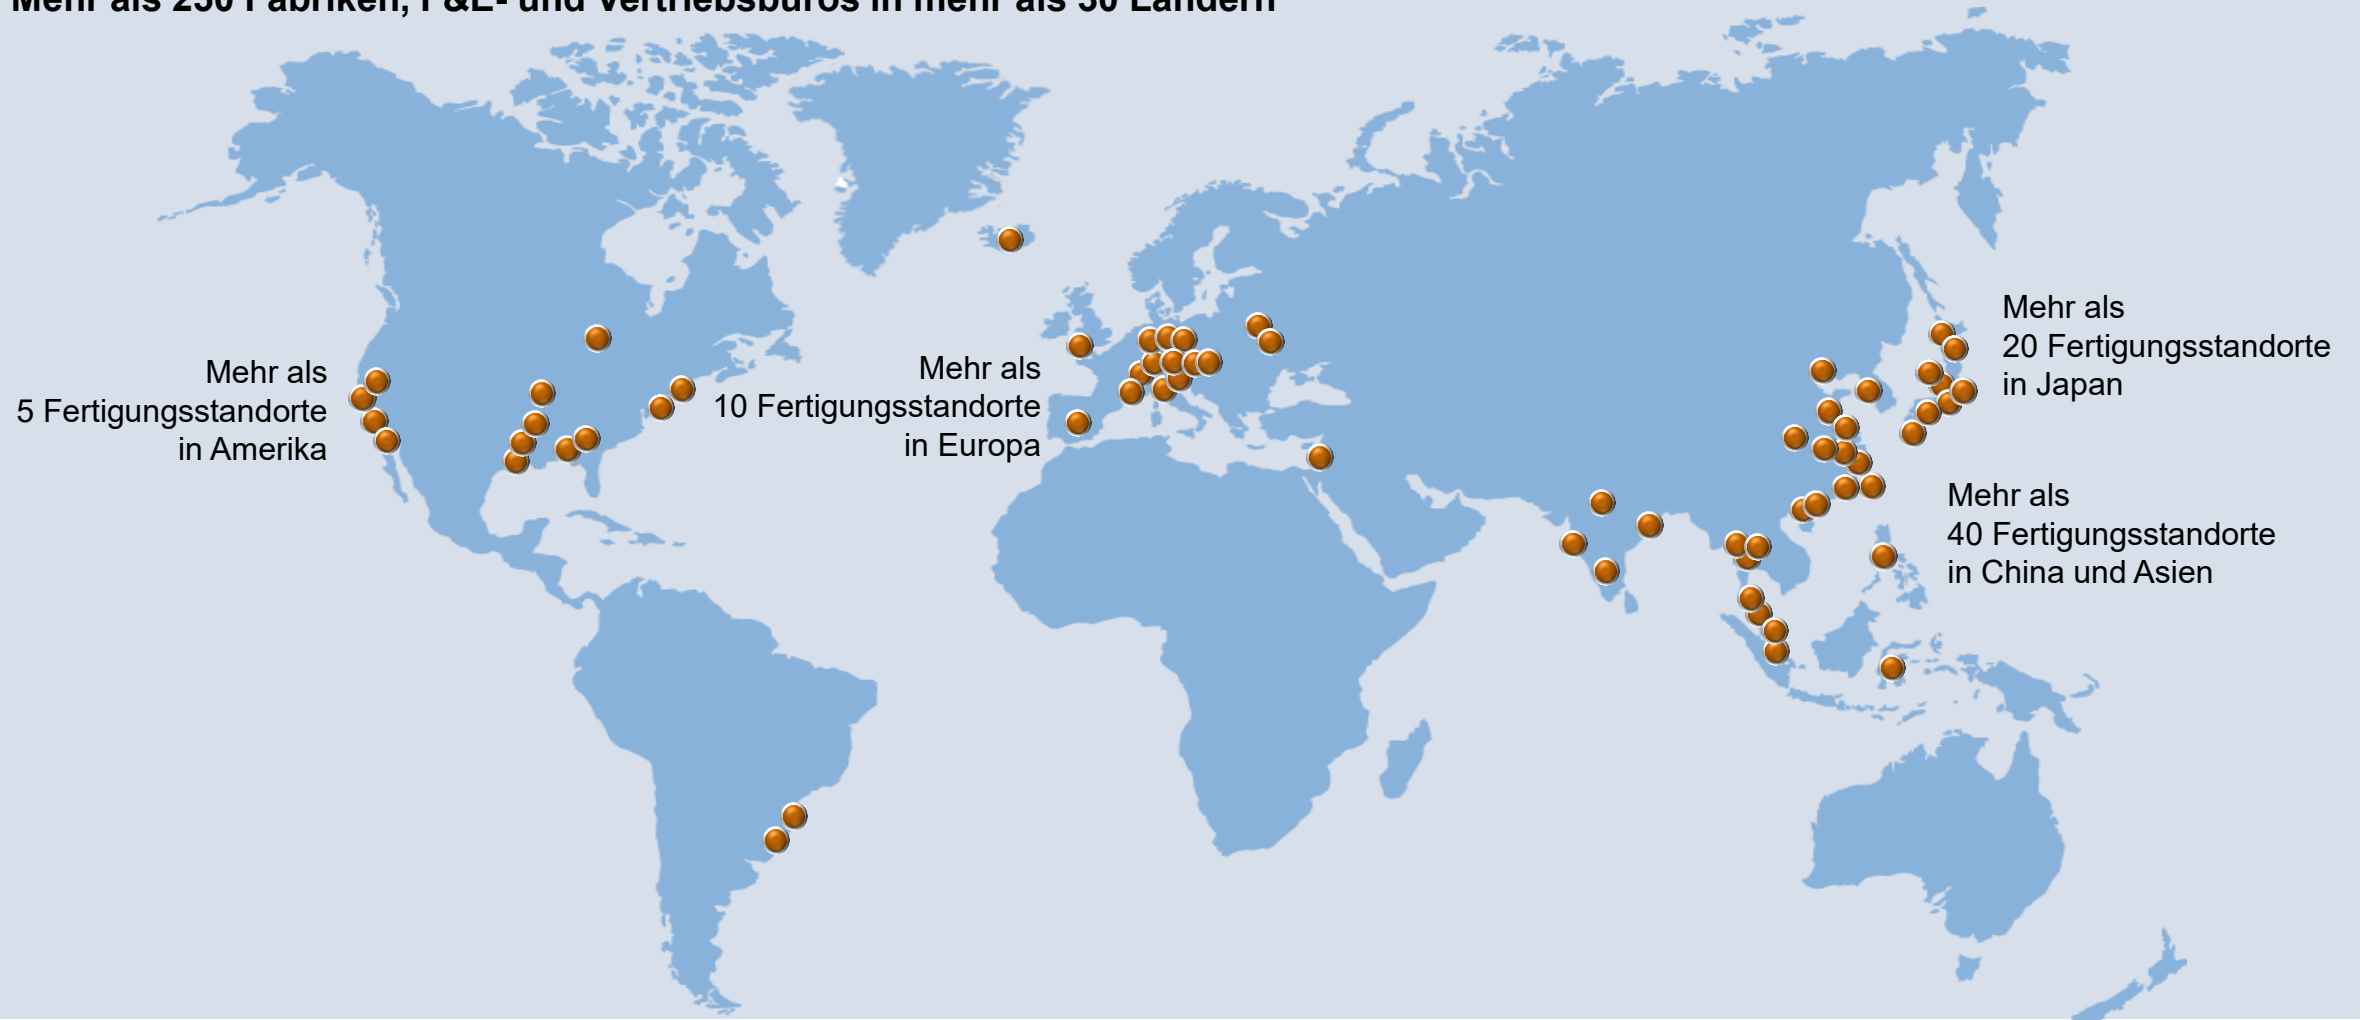 Mehr als 250 Fabriken, F&E- und Vertriebsbüros in mehr als 30 Ländern
Mehr als
5 Fertigungsstandorte
in Amerika
Mehr als
10 Fertigungsstandorte
in Europa
Mehr als
20 Fertigungsstandorte
in Japan
Mehr als
40 Fertigungsstandorte
in China und Asien